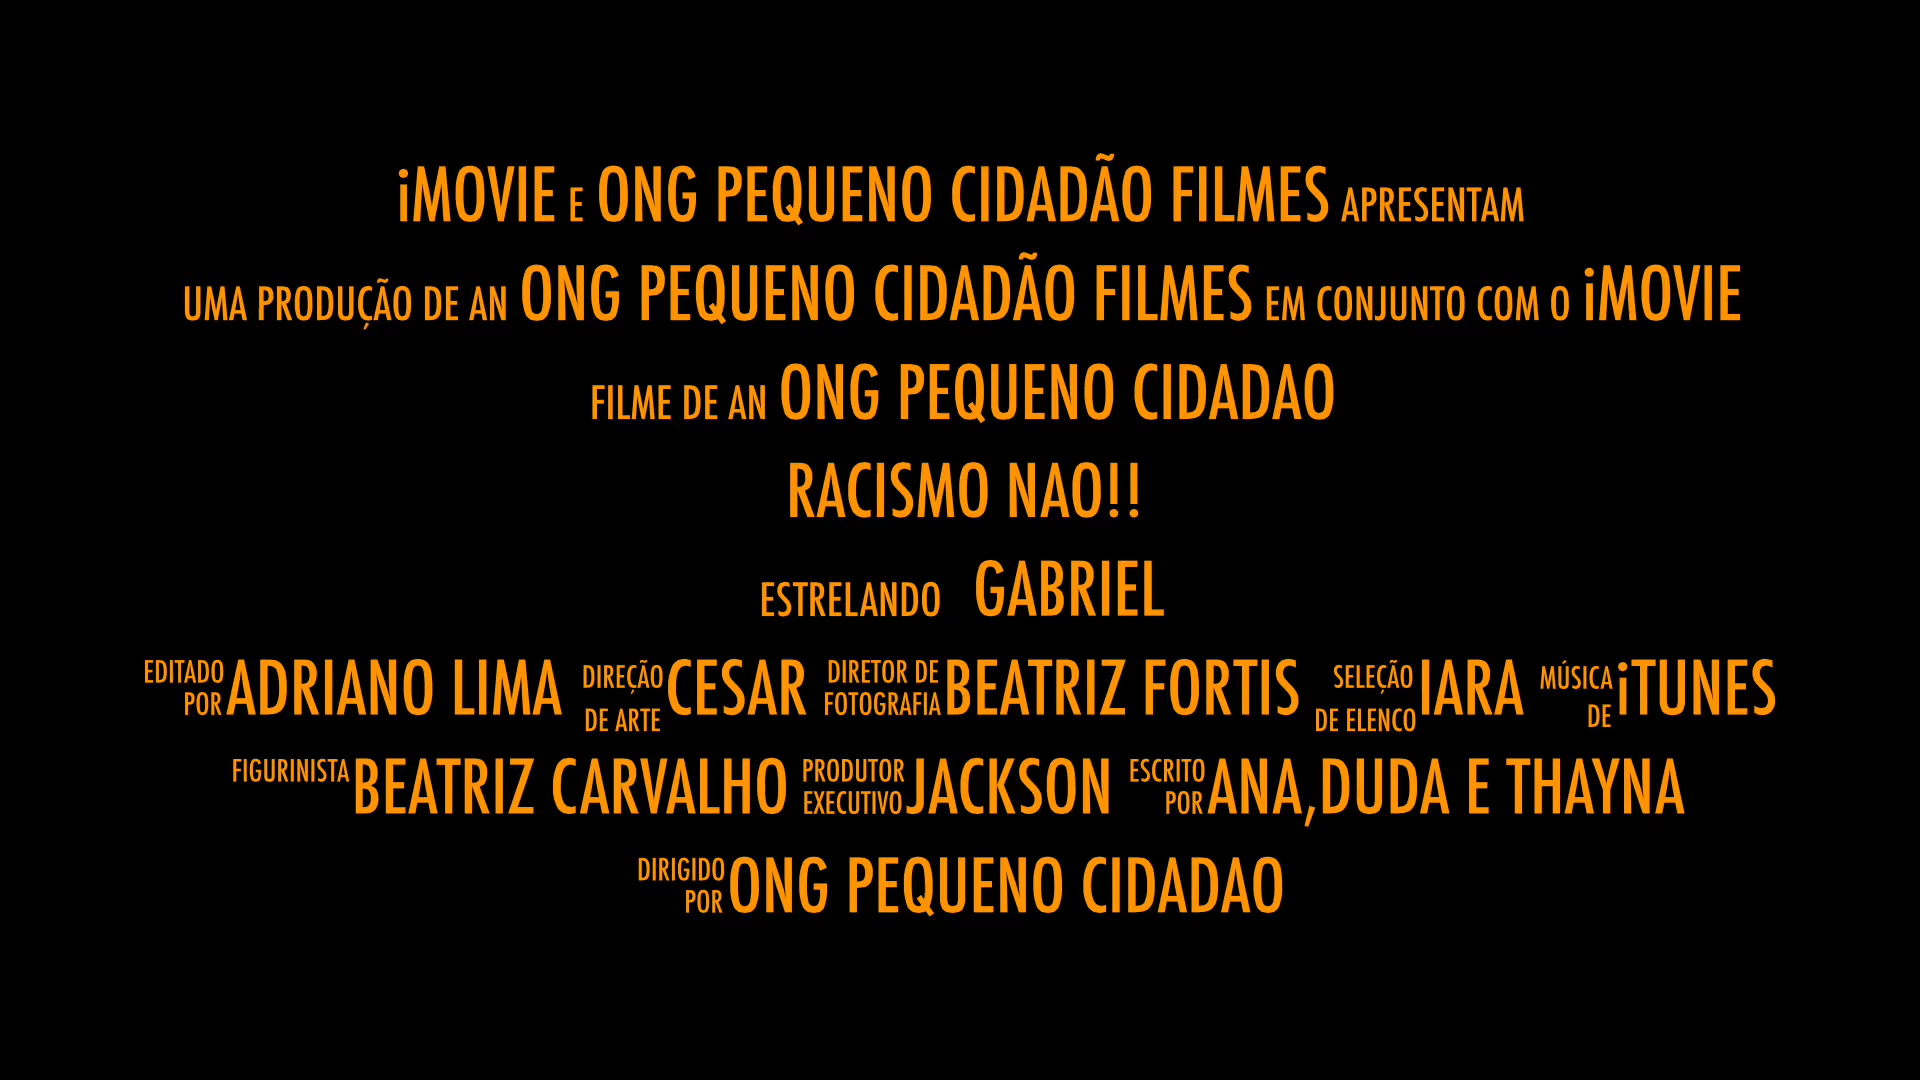 iMOVIE E ONG PEQUENO CIDADÃO FILMES APRESENTAM
UMA PRODUÇÃO DE AN ONG PEQUENO CIDADÃO FILMES EM CONJUNTO COM O iMOVIE
FILME DE AN ONG PEQUENO CIDADAO
RACISMO NAO!!
ESTRELANDO GABRIEL
EDITADO POR ADRIANO LIMA DIREÇÃO DE ARTE CESAR DIRETOR DE FOTOGRAFIA BEATRIZ FORTIS SELEÇÃO DE ELENCO IARA MÚSICA DE iTUNES
FIGURINISTA BEATRIZ CARVALHO PRODUTOR EXECUTIVO JACKSON ESCRITO POR ANA,DUDA E THAYNA
DIRIGIDO POR ONG PEQUENO CIDADAO